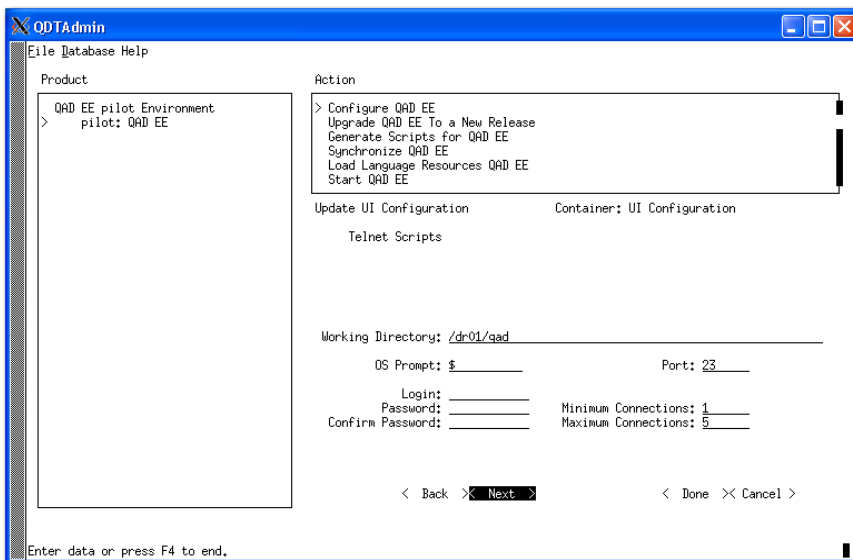 QDTAdmin
File Database Help
Product
Action
QAD EE pilot Environment
> pilot: QAD EE
> Configure QAD EE
Upgrade QAD EE To a New Release
Generate Scripts for QAD EE
Synchronize QAD EE
Load Language Resources QAD EE
Start QAD EE
Update UI Configuration Container: UI Configuration
Telnet Scripts
Working Directory: /dr01/qad
OS Prompt: $ Port: 23
Login:
Password: Minimum Connections: 1
Confirm Password: Maximum Connections: 5
< Back >< Next > < Done >< Cancel >
Enter data or press F4 to end.